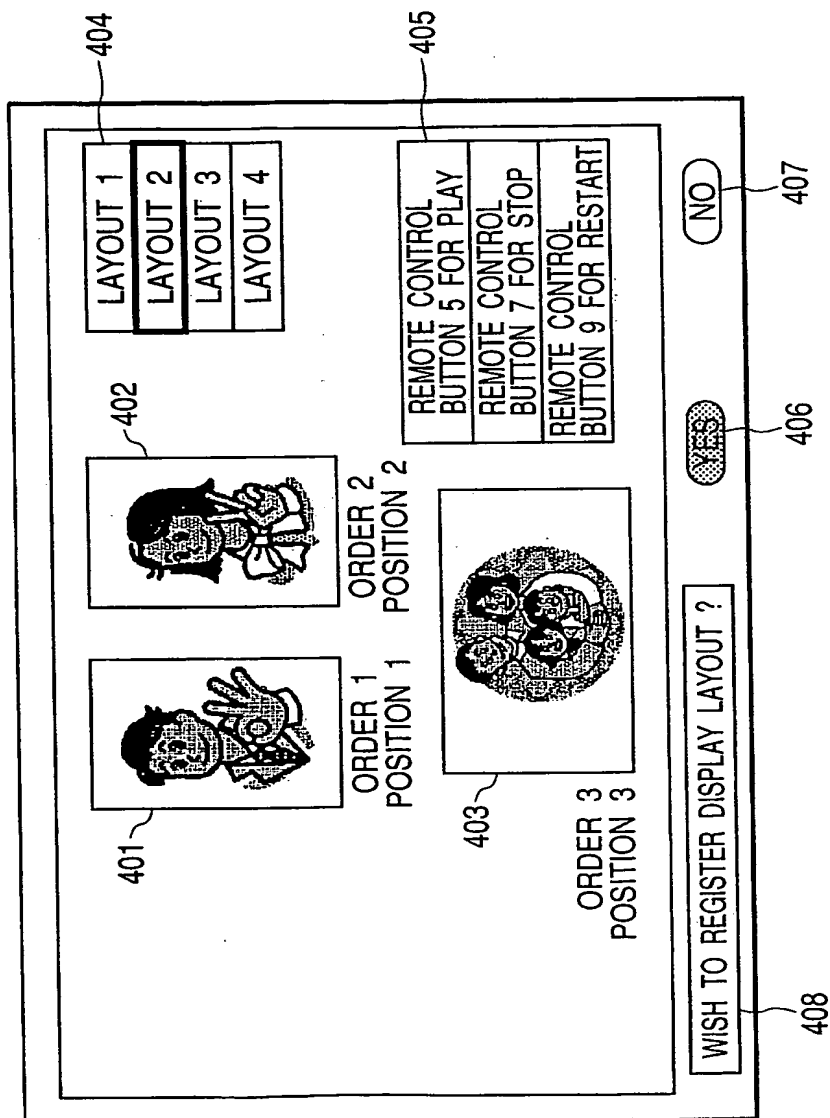 404
LAYOUT 1
LAYOUT 2
LAYOUT 3
LAYOUT 4
402
401
ORDER 1
POSITION 1
ORDER 2
POSITION 2
405
REMOTE CONTROL
BUTTON 5 FOR PLAY
REMOTE CONTROL
BUTTON 7 FOR STOP
REMOTE CONTROL
BUTTON 9 FOR RESTART
403
ORDER 3
POSITION 3
WISH TO REGISTER DISPLAY LAYOUT ?
YES
NO
408
406
407